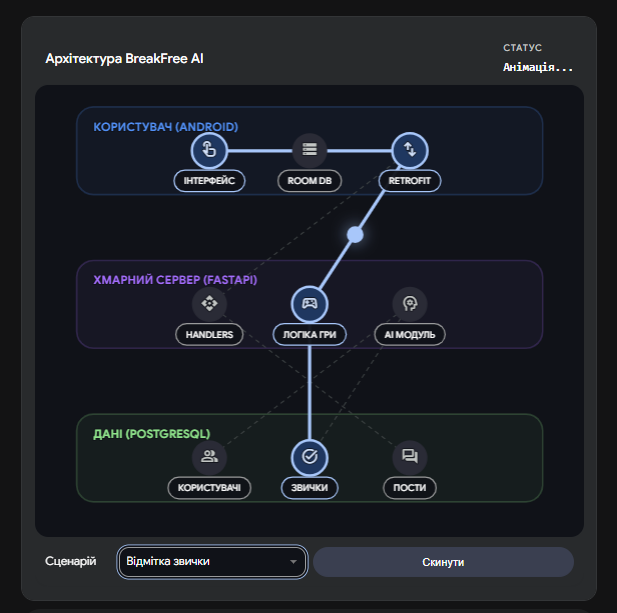 Архітектура BreakFree AI
СТАТУС
Анімація...
КОРИСТУВАЧ (ANDROID)
ІНТЕРФЕЙС
ROOM DB
RETROFIT
ХМАРНИЙ СЕРВЕР (FASTAPI)
HANDLERS
ЛОГІКА ГРИ
AI МОДУЛЬ
ДАНІ (POSTGRESQL)
КОРИСТУВАЧІ
ЗВИЧКИ
ПОСТИ
Сценарій
Відмітка звички
Скинути